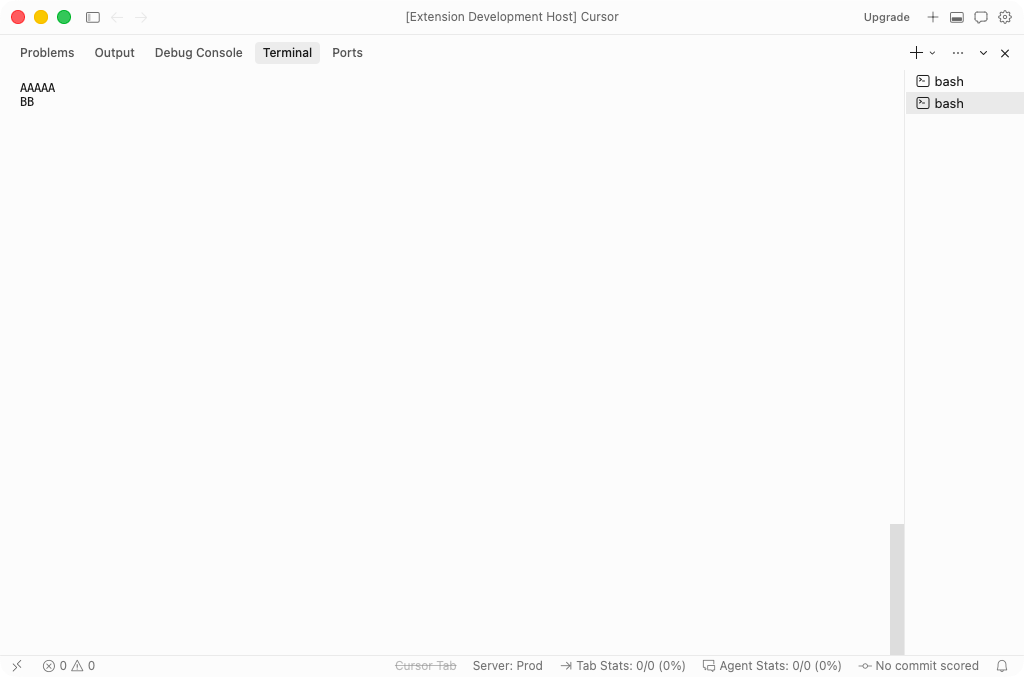 [Extension Development Host] Cursor
Upgrade
Problems Output Debug Console Terminal Ports
AAAAA
BB
bash
bash
0 0 Cursor Tab Server: Prod Tab Stats: 0/0 (0%) Agent Stats: 0/0 (0%) No commit scored